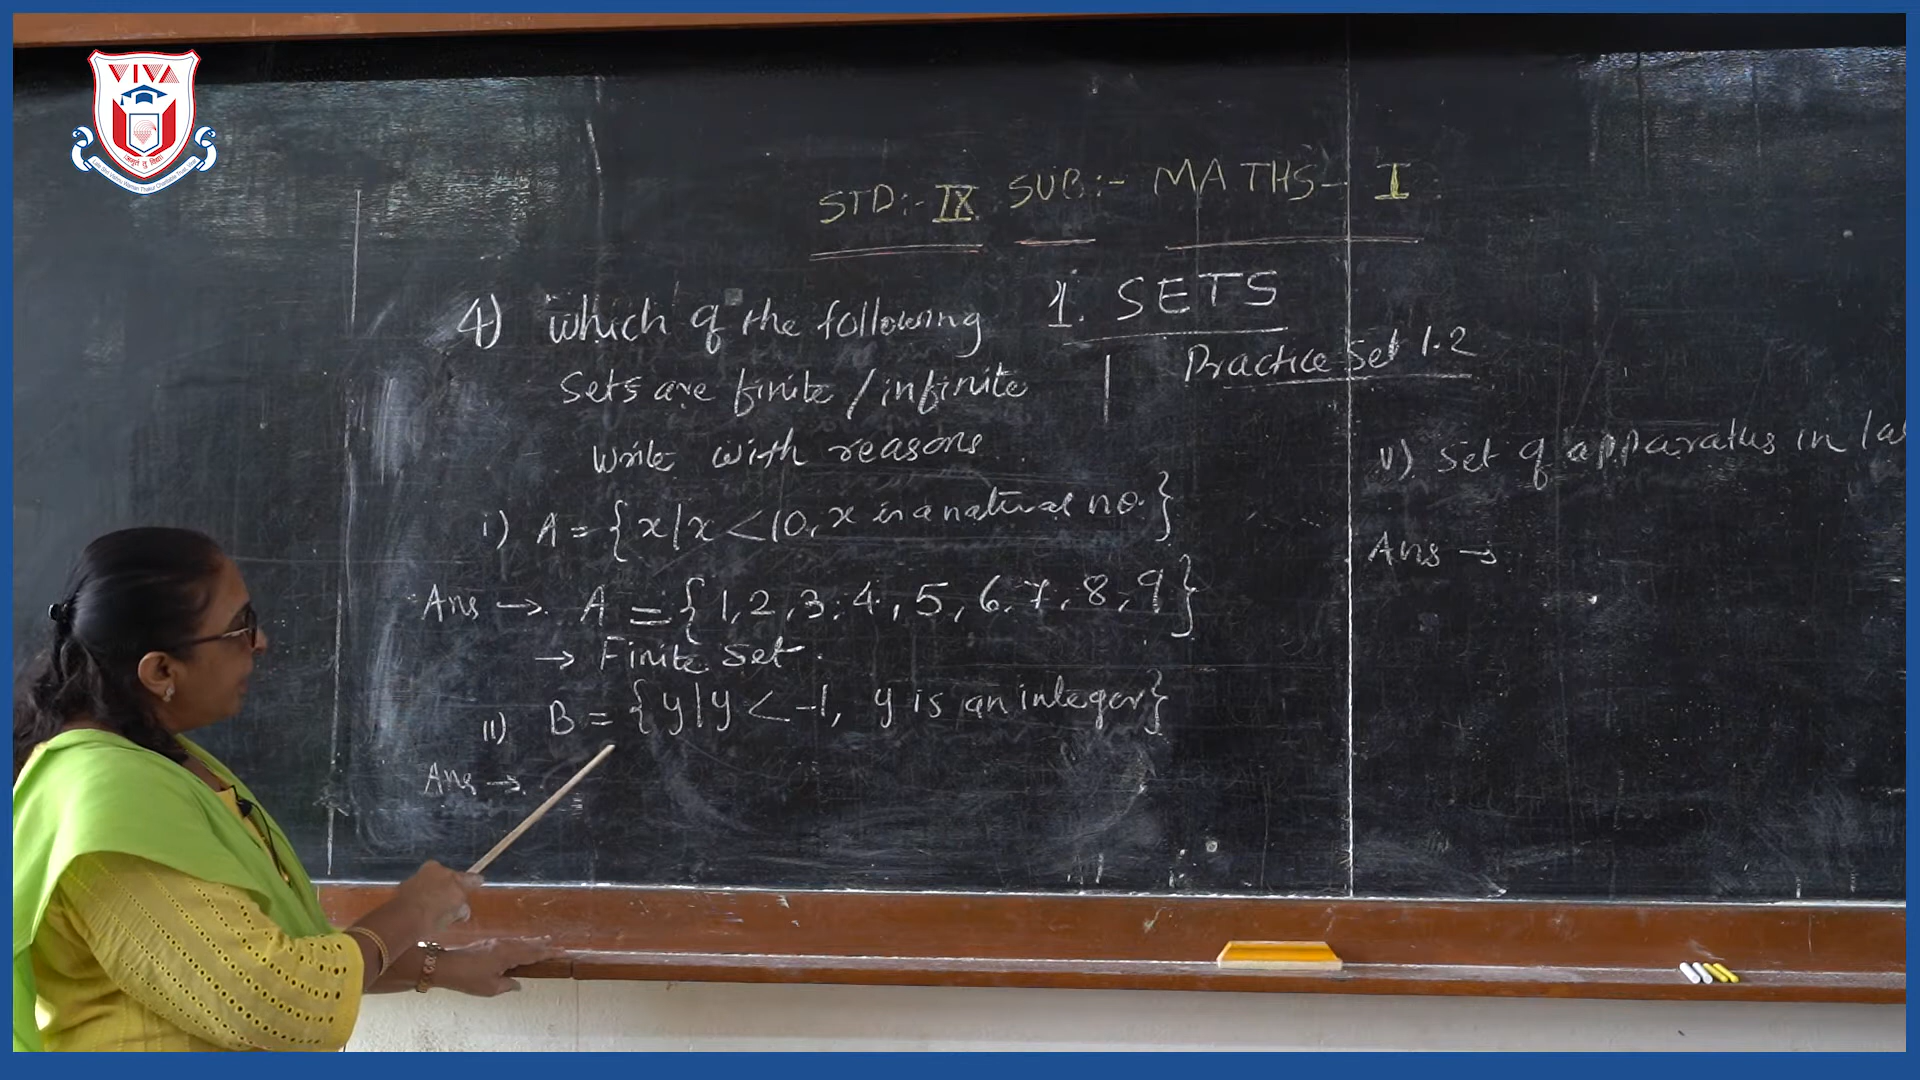 VIVA
STD:- IX SUB:- MATHS - I
1. SETS
Practice Set 1.2
4) which of the following
Sets are finite / infinite
write with reasons
i) A = { x | x < 10, x is a natural no. }
Ans → A = { 1, 2, 3, 4, 5, 6, 7, 8, 9 }
→ Finite Set.
ii) B = { y | y < -1, y is an integer }
Ans →
v) Set of apparatus in la
Ans →